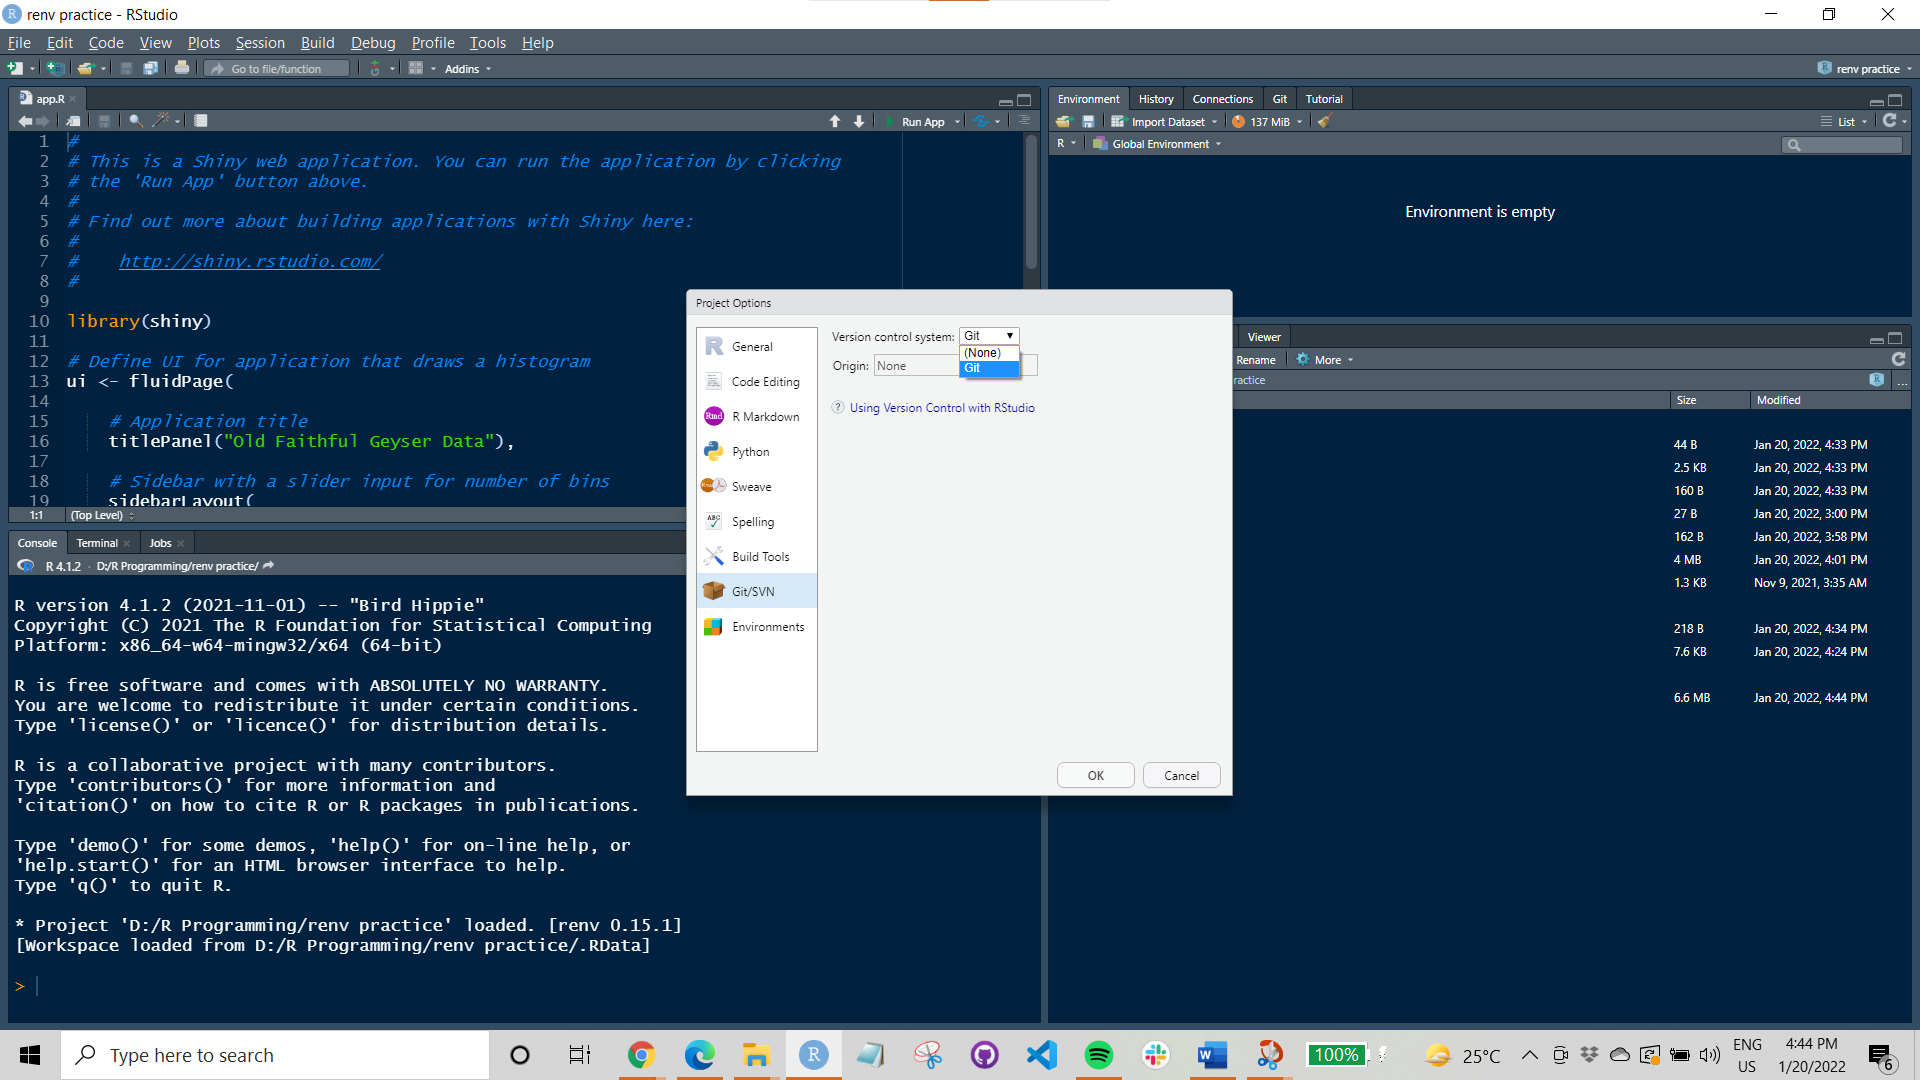 renv practice - RStudio
File Edit Code View Plots Session Build Debug Profile Tools Help
Go to file/function Addins renv practice
app.R
Run App
1 #
2 # This is a Shiny web application. You can run the application by clicking
3 # the 'Run App' button above.
4 #
5 # Find out more about building applications with Shiny here:
6 #
7 # http://shiny.rstudio.com/
8 #
9
10 library(shiny)
11
12 # Define UI for application that draws a histogram
13 ui <- fluidPage(
14
15 # Application title
16 titlePanel("Old Faithful Geyser Data"),
17
18 # Sidebar with a slider input for number of bins
19 sidebarLayout(
1:1 (Top Level)
Console Terminal Jobs
R 4.1.2 · D:/R Programming/renv practice/
R version 4.1.2 (2021-11-01) -- "Bird Hippie"
Copyright (C) 2021 The R Foundation for Statistical Computing
Platform: x86_64-w64-mingw32/x64 (64-bit)
R is free software and comes with ABSOLUTELY NO WARRANTY.
You are welcome to redistribute it under certain conditions.
Type 'license()' or 'licence()' for distribution details.
R is a collaborative project with many contributors.
Type 'contributors()' for more information and
'citation()' on how to cite R or R packages in publications.
Type 'demo()' for some demos, 'help()' for on-line help, or
'help.start()' for an HTML browser interface to help.
Type 'q()' to quit R.
* Project 'D:/R Programming/renv practice' loaded. [renv 0.15.1]
[Workspace loaded from D:/R Programming/renv practice/.RData]
>
Environment History Connections Git Tutorial
Import Dataset 137 MiB List
R Global Environment
Environment is empty
Project Options
General
Code Editing
R Markdown
Python
Sweave
Spelling
Build Tools
Git/SVN
Environments
Version control system: Git
(None)
Git
Origin: None
Using Version Control with RStudio
OK Cancel
Viewer
Rename More
ractice
Size Modified
44 B Jan 20, 2022, 4:33 PM
2.5 KB Jan 20, 2022, 4:33 PM
160 B Jan 20, 2022, 4:33 PM
27 B Jan 20, 2022, 3:00 PM
162 B Jan 20, 2022, 3:58 PM
4 MB Jan 20, 2022, 4:01 PM
1.3 KB Nov 9, 2021, 3:35 AM
218 B Jan 20, 2022, 4:34 PM
7.6 KB Jan 20, 2022, 4:24 PM
6.6 MB Jan 20, 2022, 4:44 PM
Type here to search
100%
25°C
ENG
US
4:44 PM
1/20/2022
6